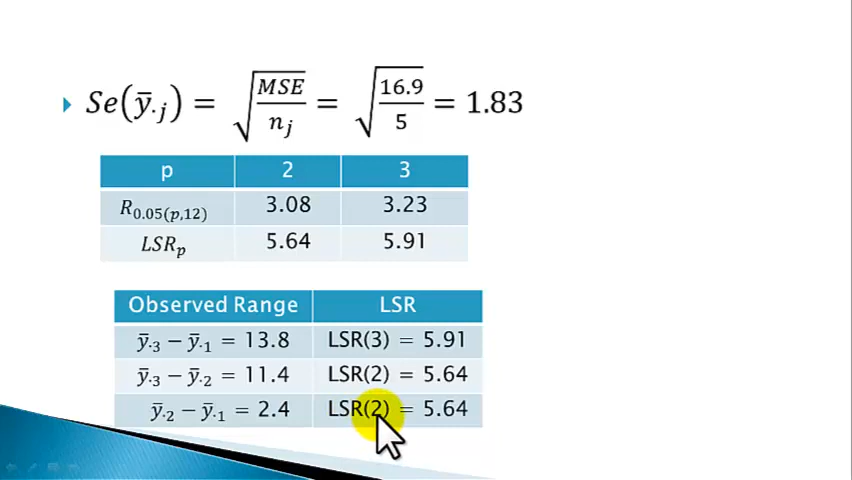 Se(ȳ.ⱼ) = √(MSE/nⱼ) = √(16.9/5) = 1.83
p 2 3
R₀.₀₅(p,12) 3.08 3.23
LSRₚ 5.64 5.91
Observed Range LSR
ȳ.₃ − ȳ.₁ = 13.8 LSR(3) = 5.91
ȳ.₃ − ȳ.₂ = 11.4 LSR(2) = 5.64
ȳ.₂ − ȳ.₁ = 2.4 LSR(2) = 5.64